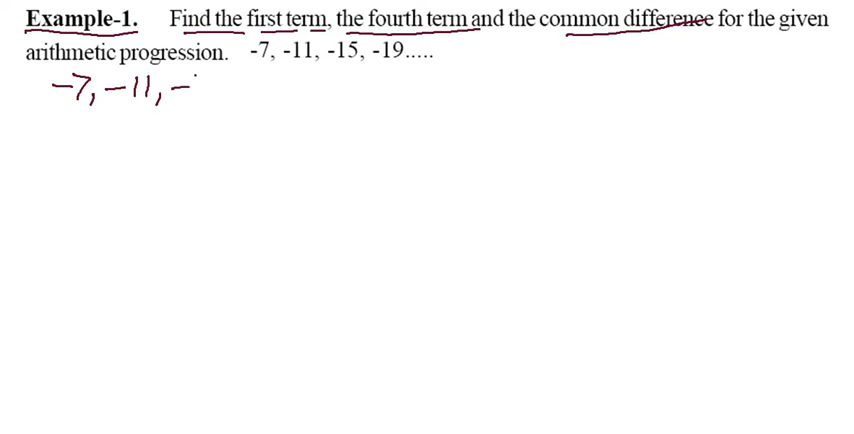 Example-1. Find the first term, the fourth term and the common difference for the given
arithmetic progression. -7, -11, -15, -19.....
-7, -11, -